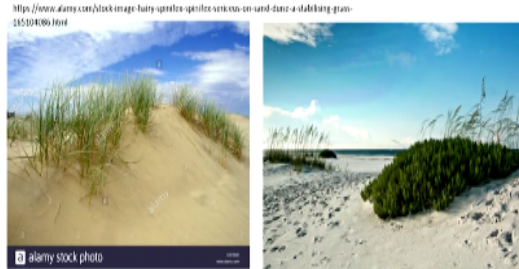 https://www.alamy.com/stock-image-hairy-spinifex-spinifex-sericeus-on-sand-dune-a-stabilising-grass-
165104086.html
a alamy stock photo